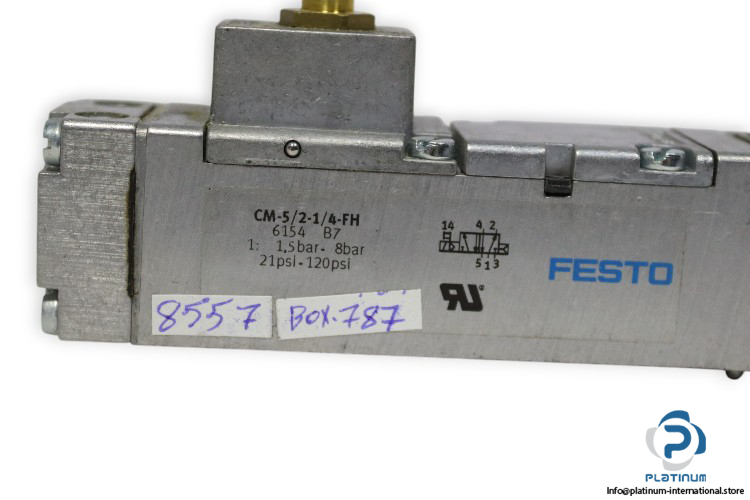 CM-5/2-1/4-FH
6154 B7
1: 1,5bar- 8bar
21psi-120psi
14 4 2
5 1 3
FESTO
8557
BOX.787
PLATINUM
Info@platinum-international.store